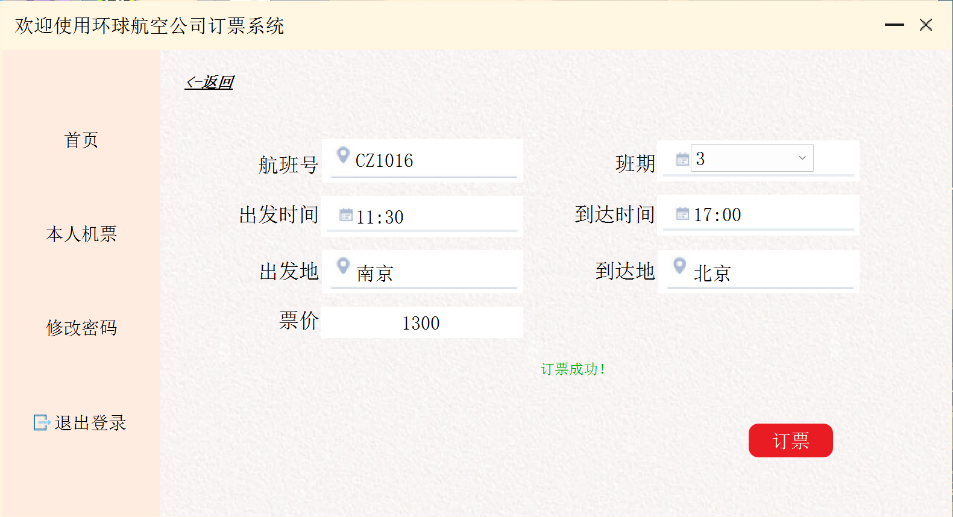 欢迎使用环球航空公司订票系统
<-返回
首页
本人机票
修改密码
退出登录
航班号 CZ1016
班期 3
出发时间 11:30
到达时间 17:00
出发地 南京
到达地 北京
票价 1300
订票成功!
订票